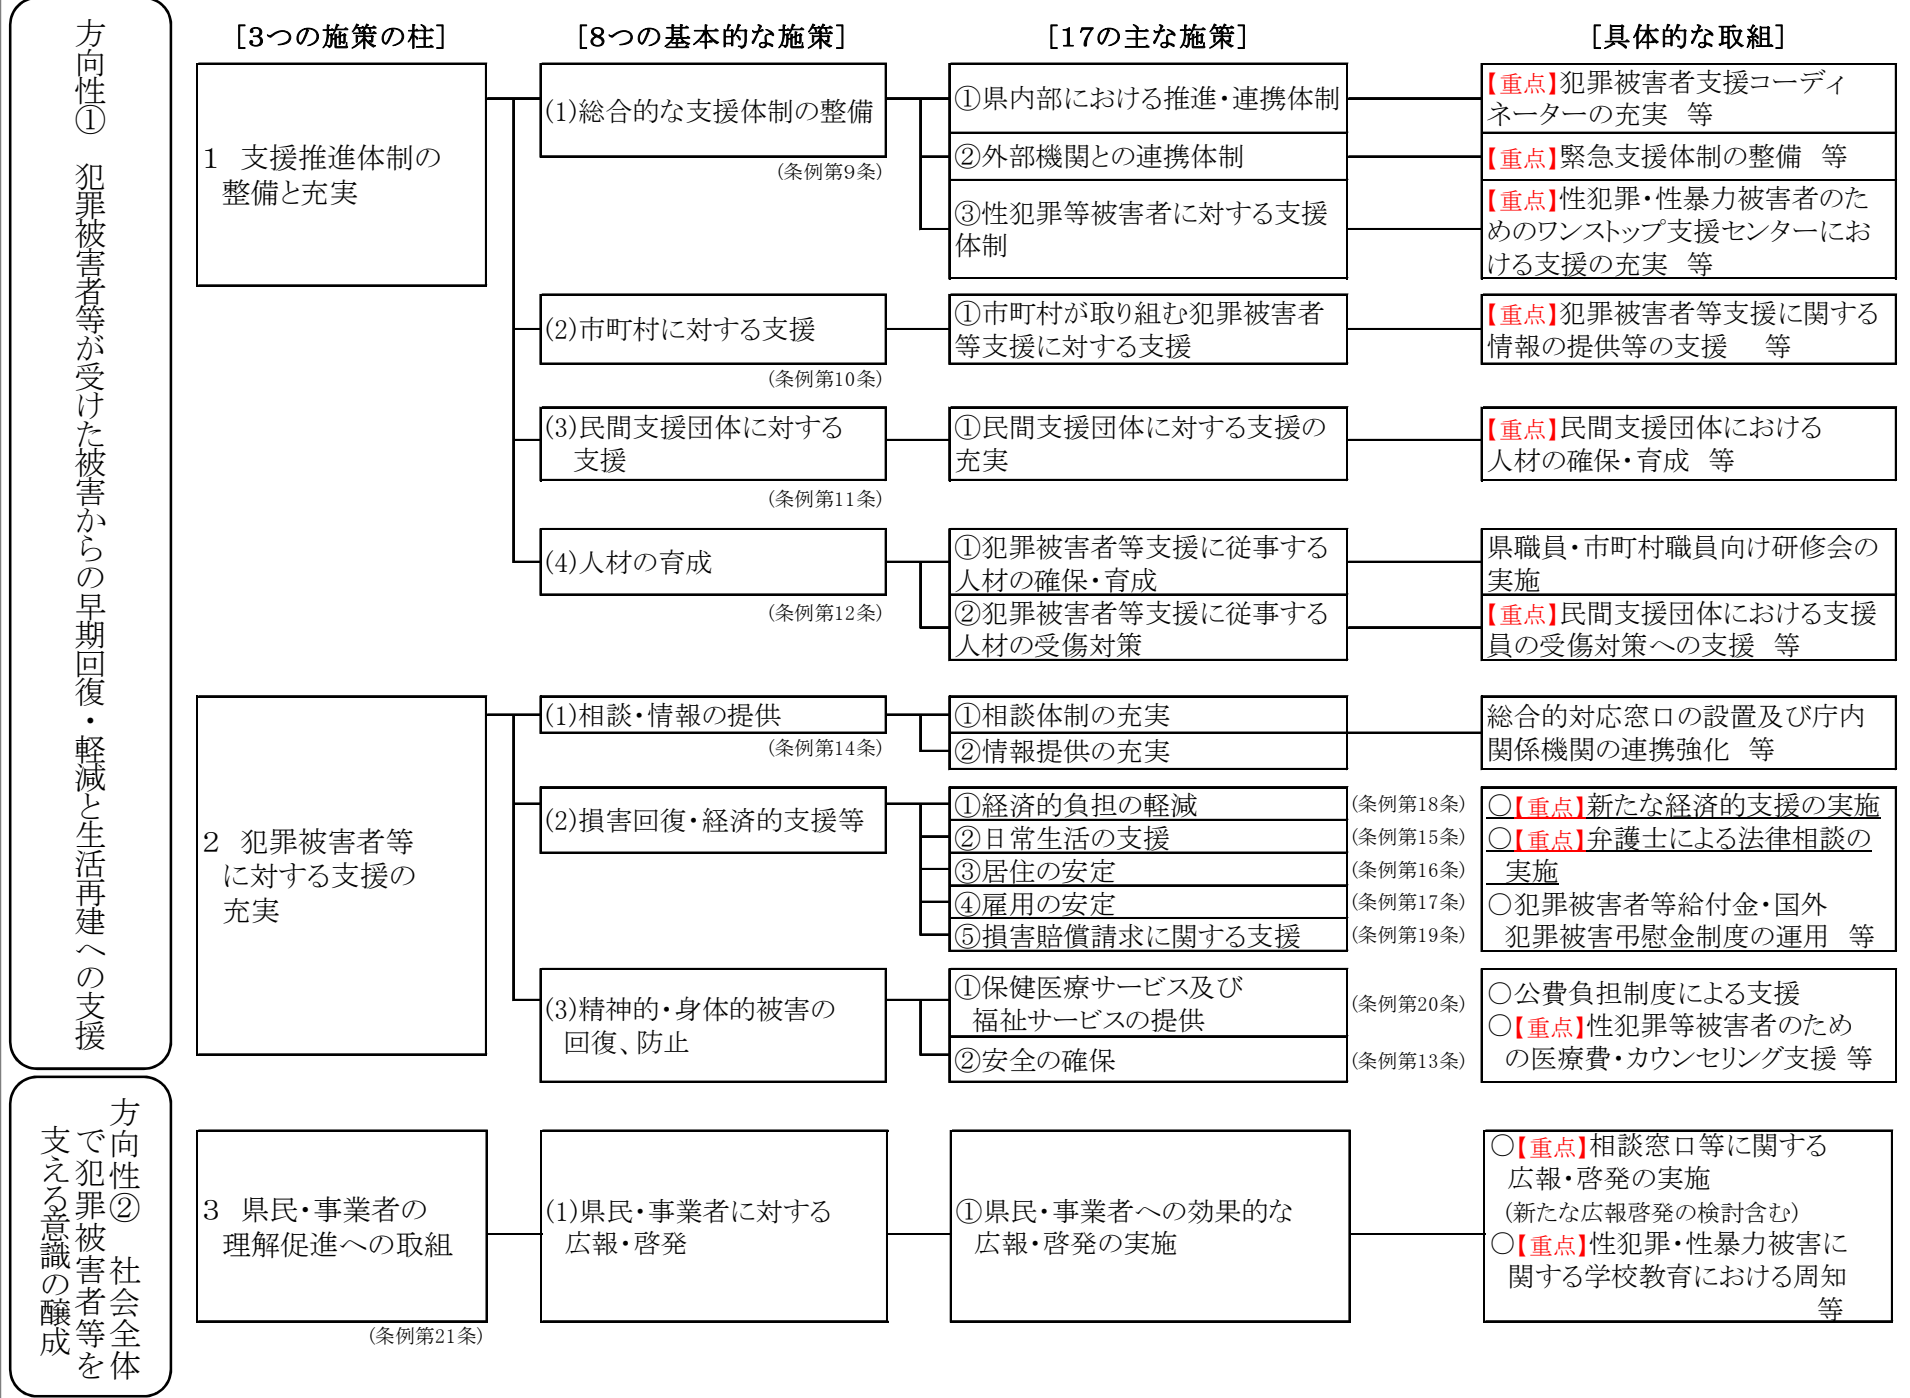 方向性① 犯罪被害者等が受けた被害からの早期回復・軽減と生活再建への支援
[3つの施策の柱]
[8つの基本的な施策]
[17の主な施策]
[具体的な取組]
1 支援推進体制の
整備と充実
(1)総合的な支援体制の整備
(条例第9条)
①県内部における推進・連携体制
【重点】犯罪被害者支援コーディ
ネーターの充実 等
②外部機関との連携体制
【重点】緊急支援体制の整備 等
③性犯罪等被害者に対する支援
体制
【重点】性犯罪・性暴力被害者のた
めのワンストップ支援センターにお
ける支援の充実 等
(2)市町村に対する支援
(条例第10条)
①市町村が取り組む犯罪被害者
等支援に対する支援
【重点】犯罪被害者等支援に関する
情報の提供等の支援 等
(3)民間支援団体に対する
支援
(条例第11条)
①民間支援団体に対する支援の
充実
【重点】民間支援団体における
人材の確保・育成 等
(4)人材の育成
(条例第12条)
①犯罪被害者等支援に従事する
人材の確保・育成
県職員・市町村職員向け研修会の
実施
②犯罪被害者等支援に従事する
人材の受傷対策
【重点】民間支援団体における支援
員の受傷対策への支援 等
2 犯罪被害者等
に対する支援の
充実
(1)相談・情報の提供
(条例第14条)
①相談体制の充実
②情報提供の充実
総合的対応窓口の設置及び庁内
関係機関の連携強化 等
(2)損害回復・経済的支援等
①経済的負担の軽減
(条例第18条)
②日常生活の支援
(条例第15条)
③居住の安定
(条例第16条)
④雇用の安定
(条例第17条)
⑤損害賠償請求に関する支援
(条例第19条)
○【重点】新たな経済的支援の実施
○【重点】弁護士による法律相談の
実施
○犯罪被害者等給付金・国外
犯罪被害弔慰金制度の運用 等
(3)精神的・身体的被害の
回復、防止
①保健医療サービス及び
福祉サービスの提供
(条例第20条)
②安全の確保
(条例第13条)
○公費負担制度による支援
○【重点】性犯罪等被害者のため
の医療費・カウンセリング支援 等
方向性② 社会全体
で犯罪被害者等を
支える意識の醸成
3 県民・事業者の
理解促進への取組
(条例第21条)
(1)県民・事業者に対する
広報・啓発
①県民・事業者への効果的な
広報・啓発の実施
○【重点】相談窓口等に関する
広報・啓発の実施
(新たな広報啓発の検討含む)
○【重点】性犯罪・性暴力被害に
関する学校教育における周知
等